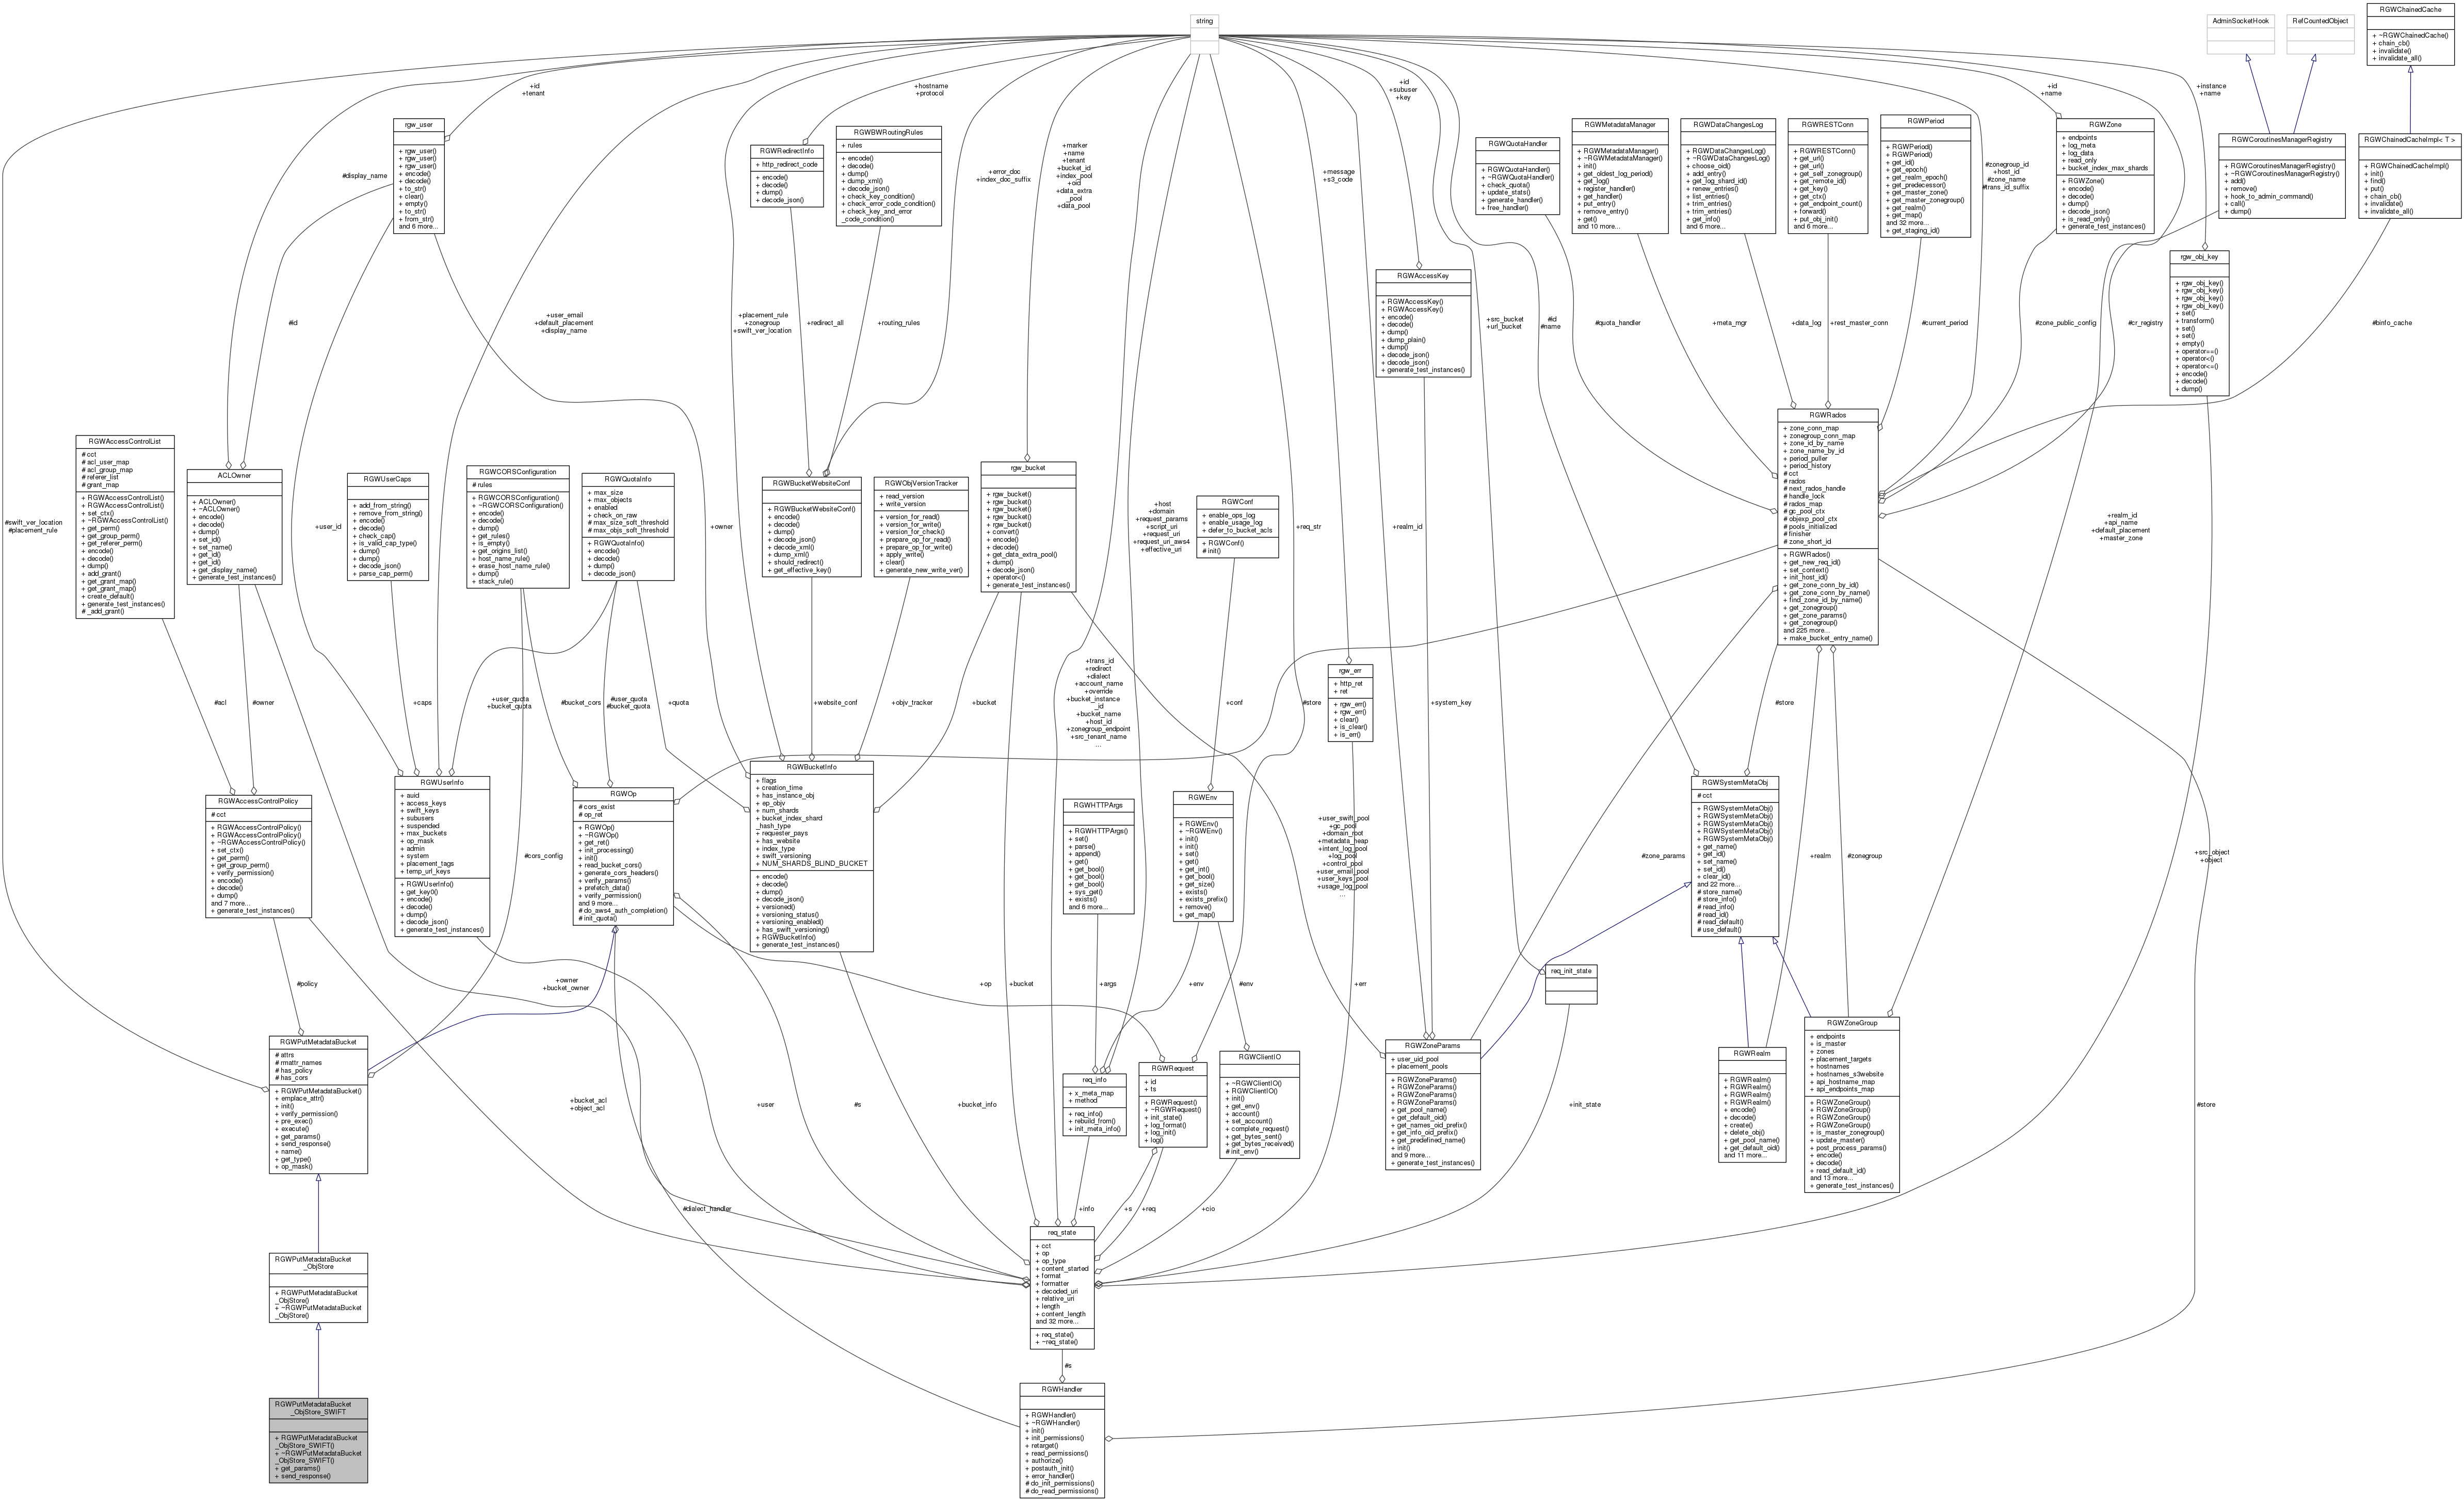 string
AdminSocketHook
RefCountedObject
RGWChainedCache
+ ~RGWChainedCache()
+ chain_cb()
+ invalidate()
+ invalidate_all()
+id
+tenant
+hostname
+protocol
+id
+subuser
+key
+id
+name
+instance
+name
rgw_user
+ rgw_user()
+ rgw_user()
+ rgw_user()
+ encode()
+ decode()
+ to_str()
+ clear()
+ empty()
+ to_str()
+ from_str()
and 6 more...
RGWRedirectInfo
+ http_redirect_code
+ encode()
+ decode()
+ dump()
+ decode_json()
RGWBWRoutingRules
+ rules
+ encode()
+ decode()
+ dump()
+ dump_xml()
+ decode_json()
+ check_key_condition()
+ check_error_code_condition()
+ check_key_and_error
_code_condition()
+error_doc
+index_doc_suffix
+marker
+name
+tenant
+bucket_id
+index_pool
+oid
+data_extra
_pool
+data_pool
+message
+s3_code
RGWQuotaHandler
+ RGWQuotaHandler()
+ ~RGWQuotaHandler()
+ check_quota()
+ update_stats()
+ generate_handler()
+ free_handler()
RGWMetadataManager
+ RGWMetadataManager()
+ ~RGWMetadataManager()
+ init()
+ get_oldest_log_period()
+ get_log()
+ register_handler()
+ get_handler()
+ put_entry()
+ remove_entry()
+ get()
and 10 more...
RGWDataChangesLog
+ RGWDataChangesLog()
+ ~RGWDataChangesLog()
+ choose_oid()
+ add_entry()
+ get_log_shard_id()
+ renew_entries()
+ list_entries()
+ trim_entries()
+ trim_entries()
+ get_info()
and 6 more...
RGWRESTConn
+ RGWRESTConn()
+ get_url()
+ get_url()
+ get_self_zonegroup()
+ get_remote_id()
+ get_key()
+ get_ctx()
+ get_endpoint_count()
+ forward()
+ put_obj_init()
and 6 more...
RGWPeriod
+ RGWPeriod()
+ RGWPeriod()
+ get_id()
+ get_epoch()
+ get_realm_epoch()
+ get_predecessor()
+ get_master_zone()
+ get_master_zonegroup()
+ get_realm()
+ get_map()
and 32 more...
+ get_staging_id()
#zonegroup_id
+host_id
#zone_name
#trans_id_suffix
RGWZone
+ endpoints
+ log_meta
+ log_data
+ read_only
+ bucket_index_max_shards
+ RGWZone()
+ encode()
+ decode()
+ dump()
+ decode_json()
+ is_read_only()
+ generate_test_instances()
RGWCoroutinesManagerRegistry
+ RGWCoroutinesManagerRegistry()
+ ~RGWCoroutinesManagerRegistry()
+ add()
+ remove()
+ hook_to_admin_command()
+ call()
+ dump()
RGWChainedCacheImpl< T >
+ RGWChainedCacheImpl()
+ init()
+ find()
+ put()
+ chain_cb()
+ invalidate()
+ invalidate_all()
#display_name
RGWAccessKey
+ RGWAccessKey()
+ RGWAccessKey()
+ encode()
+ decode()
+ dump()
+ dump_plain()
+ dump()
+ decode_json()
+ decode_json()
+ generate_test_instances()
rgw_obj_key
+ rgw_obj_key()
+ rgw_obj_key()
+ rgw_obj_key()
+ rgw_obj_key()
+ set()
+ transform()
+ set()
+ set()
+ empty()
+ operator==()
+ operator<()
+ operator<=()
+ encode()
+ decode()
+ dump()
#id
+user_email
+default_placement
+display_name
+placement_rule
+zonegroup
+swift_ver_location
+redirect_all
+routing_rules
+src_bucket
+url_bucket
#id
#name
#quota_handler
+meta_mgr
+data_log
+rest_master_conn
#current_period
#zone_public_config
#cr_registry
#binfo_cache
RGWRados
+ zone_conn_map
+ zonegroup_conn_map
+ zone_id_by_name
+ zone_name_by_id
+ period_puller
+ period_history
# cct
# rados
# next_rados_handle
# handle_lock
# rados_map
# gc_pool_ctx
# objexp_pool_ctx
# pools_initialized
# finisher
# zone_short_id
+ RGWRados()
+ get_new_req_id()
+ set_context()
+ init_host_id()
+ get_zone_conn_by_id()
+ get_zone_conn_by_name()
+ find_zone_id_by_name()
+ get_zonegroup()
+ get_zone_params()
+ get_zonegroup()
and 225 more...
+ make_bucket_entry_name()
#swift_ver_location
#placement_rule
RGWAccessControlList
# cct
# acl_user_map
# acl_group_map
# referer_list
# grant_map
+ RGWAccessControlList()
+ RGWAccessControlList()
+ set_ctx()
+ ~RGWAccessControlList()
+ get_perm()
+ get_group_perm()
+ get_referer_perm()
+ encode()
+ decode()
+ dump()
+ add_grant()
+ get_grant_map()
+ get_grant_map()
+ create_default()
+ generate_test_instances()
# _add_grant()
ACLOwner
+ ACLOwner()
+ ~ACLOwner()
+ encode()
+ decode()
+ dump()
+ set_id()
+ set_name()
+ get_id()
+ get_id()
+ get_display_name()
+ generate_test_instances()
+user_id
RGWUserCaps
+ add_from_string()
+ remove_from_string()
+ encode()
+ decode()
+ check_cap()
+ is_valid_cap_type()
+ dump()
+ dump()
+ decode_json()
+ parse_cap_perm()
RGWCORSConfiguration
# rules
+ RGWCORSConfiguration()
+ ~RGWCORSConfiguration()
+ encode()
+ decode()
+ dump()
+ get_rules()
+ is_empty()
+ get_origins_list()
+ host_name_rule()
+ erase_host_name_rule()
+ dump()
+ stack_rule()
RGWQuotaInfo
+ max_size
+ max_objects
+ enabled
+ check_on_raw
# max_size_soft_threshold
# max_objs_soft_threshold
+ RGWQuotaInfo()
+ encode()
+ decode()
+ dump()
+ decode_json()
+owner
RGWBucketWebsiteConf
+ RGWBucketWebsiteConf()
+ encode()
+ decode()
+ dump()
+ decode_json()
+ decode_xml()
+ dump_xml()
+ should_redirect()
+ get_effective_key()
RGWObjVersionTracker
+ read_version
+ write_version
+ version_for_read()
+ version_for_write()
+ version_for_check()
+ prepare_op_for_read()
+ prepare_op_for_write()
+ apply_write()
+ clear()
+ generate_new_write_ver()
rgw_bucket
+ rgw_bucket()
+ rgw_bucket()
+ rgw_bucket()
+ rgw_bucket()
+ rgw_bucket()
+ convert()
+ encode()
+ decode()
+ get_data_extra_pool()
+ dump()
+ decode_json()
+ operator<()
+ generate_test_instances()
+host
+domain
+request_params
+script_uri
+request_uri
+request_uri_aws4
+effective_uri
RGWConf
+ enable_ops_log
+ enable_usage_log
+ defer_to_bucket_acls
+ RGWConf()
# init()
+req_str
+realm_id
+realm_id
+api_name
+default_placement
+master_zone
#acl
#owner
+caps
+user_quota
+bucket_quota
#bucket_cors
#user_quota
#bucket_quota
+quota
+website_conf
+objv_tracker
+bucket
+trans_id
+redirect
+dialect
+account_name
+override
+bucket_instance
_id
+bucket_name
+host_id
+zonegroup_endpoint
+src_tenant_name
...
+conf
#store
rgw_err
+ http_ret
+ ret
+ rgw_err()
+ rgw_err()
+ clear()
+ is_clear()
+ is_err()
+system_key
#store
RGWAccessControlPolicy
# cct
+ RGWAccessControlPolicy()
+ RGWAccessControlPolicy()
+ ~RGWAccessControlPolicy()
+ set_ctx()
+ get_perm()
+ get_group_perm()
+ verify_permission()
+ encode()
+ decode()
+ dump()
and 7 more...
+ generate_test_instances()
RGWUserInfo
+ auid
+ access_keys
+ swift_keys
+ subusers
+ suspended
+ max_buckets
+ op_mask
+ admin
+ system
+ placement_tags
+ temp_url_keys
+ RGWUserInfo()
+ get_key0()
+ encode()
+ decode()
+ dump()
+ decode_json()
+ generate_test_instances()
#cors_config
RGWOp
# cors_exist
# op_ret
+ RGWOp()
+ ~RGWOp()
+ get_ret()
+ init_processing()
+ init()
+ read_bucket_cors()
+ generate_cors_headers()
+ verify_params()
+ prefetch_data()
+ verify_permission()
and 9 more...
# do_aws4_auth_completion()
# init_quota()
RGWBucketInfo
+ flags
+ creation_time
+ has_instance_obj
+ ep_objv
+ num_shards
+ bucket_index_shard
_hash_type
+ requester_pays
+ has_website
+ index_type
+ swift_versioning
+ NUM_SHARDS_BLIND_BUCKET
+ encode()
+ decode()
+ dump()
+ decode_json()
+ versioned()
+ versioning_status()
+ versioning_enabled()
+ has_swift_versioning()
+ RGWBucketInfo()
+ generate_test_instances()
RGWHTTPArgs
+ RGWHTTPArgs()
+ set()
+ parse()
+ append()
+ get()
+ get_bool()
+ get_bool()
+ get_bool()
+ sys_get()
+ exists()
and 6 more...
RGWEnv
+ RGWEnv()
+ ~RGWEnv()
+ init()
+ init()
+ set()
+ get()
+ get_int()
+ get_bool()
+ get_size()
+ exists()
+ exists_prefix()
+ remove()
+ get_map()
+user_swift_pool
+gc_pool
+domain_root
+metadata_heap
+intent_log_pool
+log_pool
+control_pool
+user_email_pool
+user_keys_pool
+usage_log_pool
...
#zone_params
RGWSystemMetaObj
# cct
+ RGWSystemMetaObj()
+ RGWSystemMetaObj()
+ RGWSystemMetaObj()
+ RGWSystemMetaObj()
+ RGWSystemMetaObj()
+ get_name()
+ get_id()
+ set_name()
+ set_id()
+ clear_id()
and 22 more...
# store_name()
# store_info()
# read_info()
# read_id()
# read_default()
# use_default()
+realm
#zonegroup
+src_object
+object
#policy
+owner
+bucket_owner
+op
+bucket
+args
+env
#env
+err
req_init_state
RGWPutMetadataBucket
# attrs
# rmattr_names
# has_policy
# has_cors
+ RGWPutMetadataBucket()
+ emplace_attr()
+ init()
+ verify_permission()
+ pre_exec()
+ execute()
+ get_params()
+ send_response()
+ name()
+ get_type()
+ op_mask()
+bucket_acl
+object_acl
+user
#s
+bucket_info
req_info
+ x_meta_map
+ method
+ req_info()
+ rebuild_from()
+ init_meta_info()
RGWRequest
+ id
+ ts
+ RGWRequest()
+ ~RGWRequest()
+ init_state()
+ log_format()
+ log_init()
+ log()
RGWClientIO
+ ~RGWClientIO()
+ RGWClientIO()
+ init()
+ get_env()
+ account()
+ set_account()
+ complete_request()
+ get_bytes_sent()
+ get_bytes_received()
# init_env()
RGWZoneParams
+ user_uid_pool
+ placement_pools
+ RGWZoneParams()
+ RGWZoneParams()
+ RGWZoneParams()
+ RGWZoneParams()
+ get_pool_name()
+ get_default_oid()
+ get_names_oid_prefix()
+ get_info_oid_prefix()
+ get_predefined_name()
+ init()
and 9 more...
+ generate_test_instances()
+init_state
RGWRealm
+ RGWRealm()
+ RGWRealm()
+ RGWRealm()
+ RGWRealm()
+ encode()
+ decode()
+ create()
+ delete_obj()
+ get_pool_name()
+ get_default_oid()
and 11 more...
RGWZoneGroup
+ endpoints
+ is_master
+ zones
+ placement_targets
+ hostnames
+ hostnames_s3website
+ api_hostname_map
+ api_endpoints_map
+ RGWZoneGroup()
+ RGWZoneGroup()
+ RGWZoneGroup()
+ RGWZoneGroup()
+ is_master_zonegroup()
+ update_master()
+ post_process_params()
+ encode()
+ decode()
+ read_default_id()
and 13 more...
+ generate_test_instances()
#store
#dialect_handler
+info
+s
+req
+cio
RGWPutMetadataBucket
_ObjStore
+ RGWPutMetadataBucket
_ObjStore()
+ ~RGWPutMetadataBucket
_ObjStore()
req_state
+ cct
+ op
+ op_type
+ content_started
+ format
+ formatter
+ decoded_uri
+ relative_uri
+ length
+ content_length
and 32 more...
+ req_state()
+ ~req_state()
#s
RGWPutMetadataBucket
_ObjStore_SWIFT
+ RGWPutMetadataBucket
_ObjStore_SWIFT()
+ ~RGWPutMetadataBucket
_ObjStore_SWIFT()
+ get_params()
+ send_response()
RGWHandler
+ RGWHandler()
+ ~RGWHandler()
+ init()
+ init_permissions()
+ retarget()
+ read_permissions()
+ authorize()
+ postauth_init()
+ error_handler()
# do_init_permissions()
# do_read_permissions()